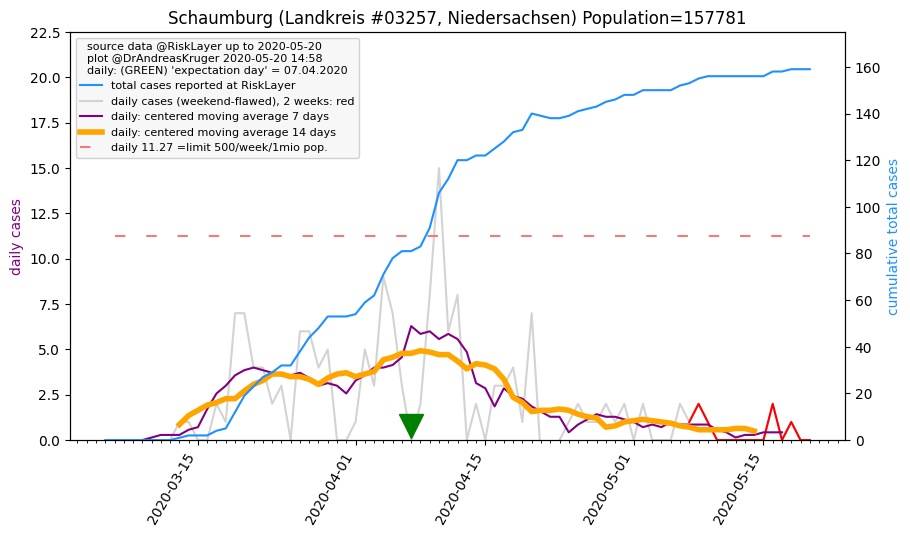 Schaumburg (Landkreis #03257, Niedersachsen) Population=157781
source data @RiskLayer up to 2020-05-20
plot @DrAndreasKruger 2020-05-20 14:58
daily: (GREEN) 'expectation day' = 07.04.2020
total cases reported at RiskLayer
daily cases (weekend-flawed), 2 weeks: red
daily: centered moving average 7 days
daily: centered moving average 14 days
daily 11.27 =limit 500/week/1mio pop.
daily cases
22.5
20.0
17.5
15.0
12.5
10.0
7.5
5.0
2.5
0.0
2020-03-15
2020-04-01
2020-04-15
2020-05-01
2020-05-15
160
140
120
100
80
60
40
20
0
cumulative total cases